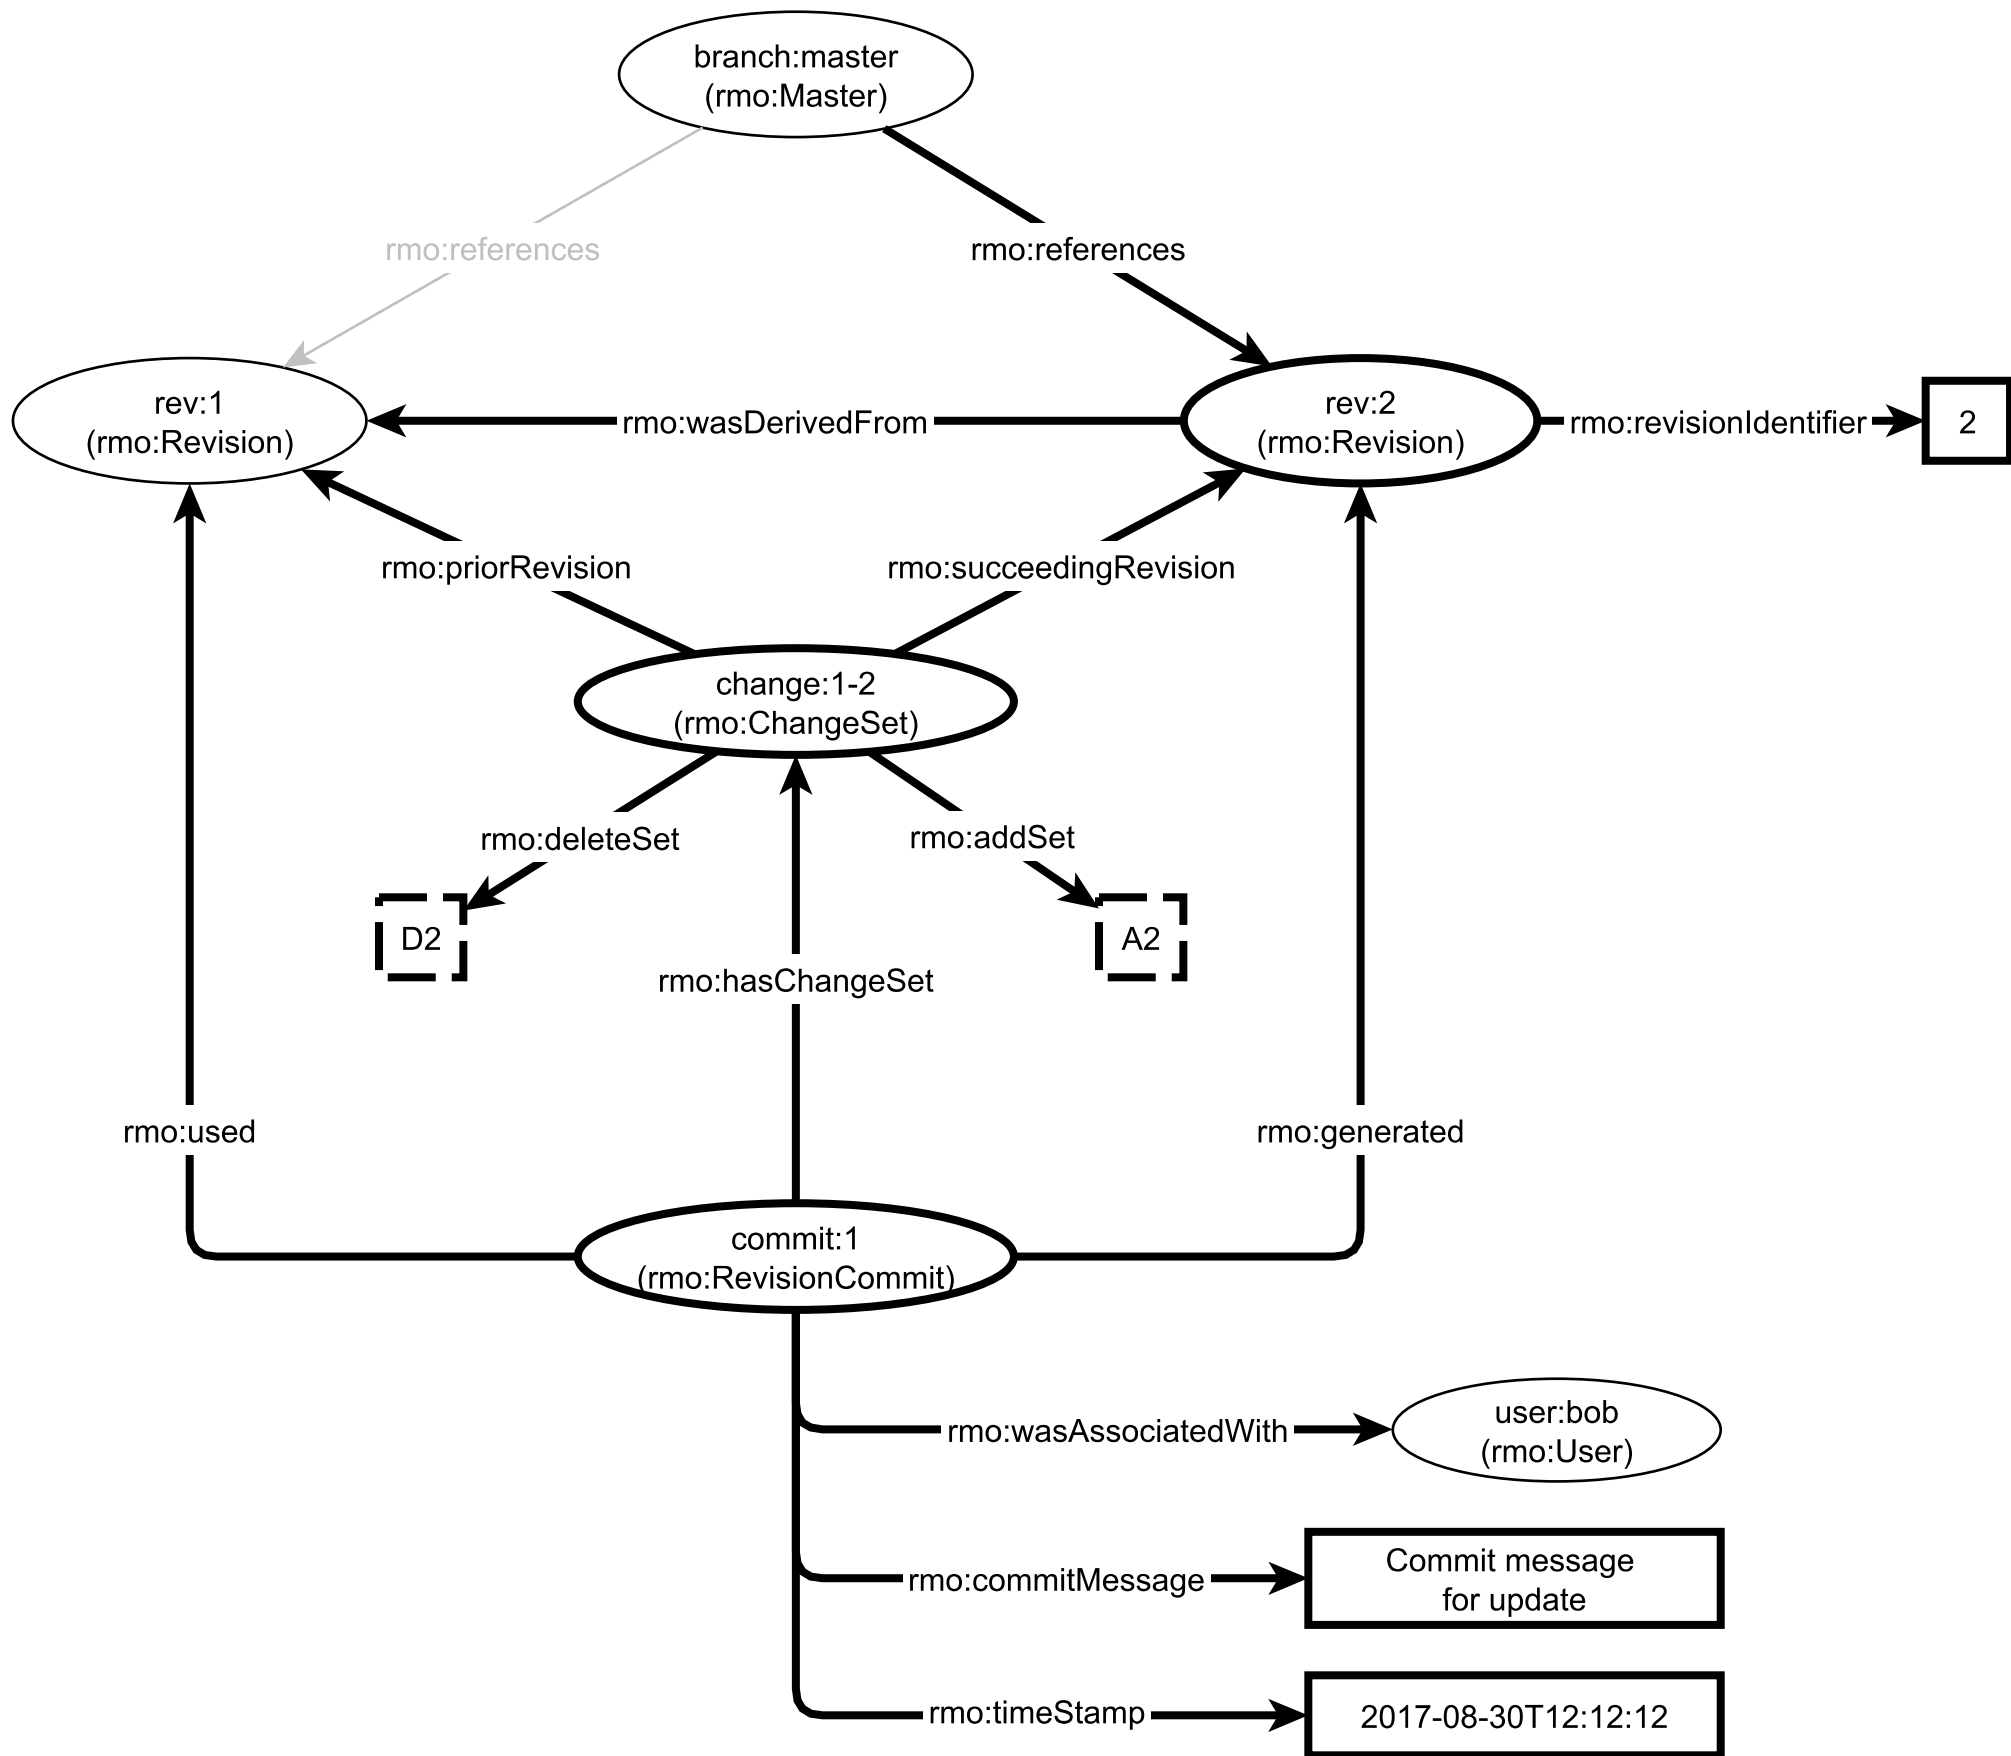 branch:master
(rmo:Master)
rmo:references
rmo:references
rev:1
(rmo:Revision)
rmo:wasDerivedFrom
rev:2
(rmo:Revision)
rmo:revisionIdentifier
2
rmo:priorRevision
rmo:succeedingRevision
change:1-2
(rmo:ChangeSet)
rmo:deleteSet
rmo:addSet
D2
A2
rmo:hasChangeSet
rmo:used
rmo:generated
commit:1
(rmo:RevisionCommit)
rmo:wasAssociatedWith
user:bob
(rmo:User)
rmo:commitMessage
Commit message
for update
rmo:timeStamp
2017-08-30T12:12:12